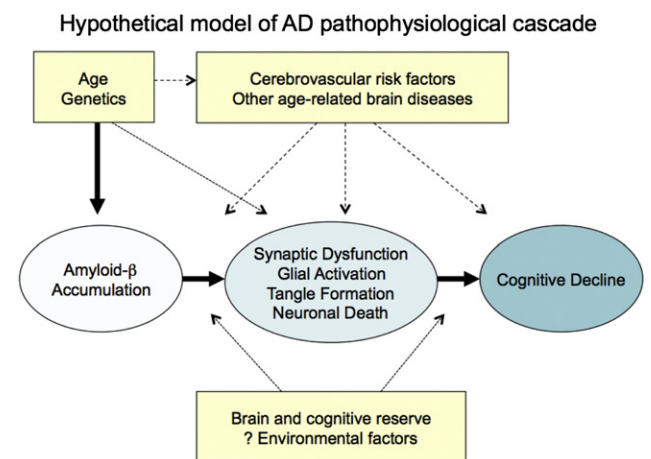 Hypothetical model of AD pathophysiological cascade
Age
Genetics
Cerebrovascular risk factors
Other age-related brain diseases
Amyloid-β
Accumulation
Synaptic Dysfunction
Glial Activation
Tangle Formation
Neuronal Death
Cognitive Decline
Brain and cognitive reserve
? Environmental factors